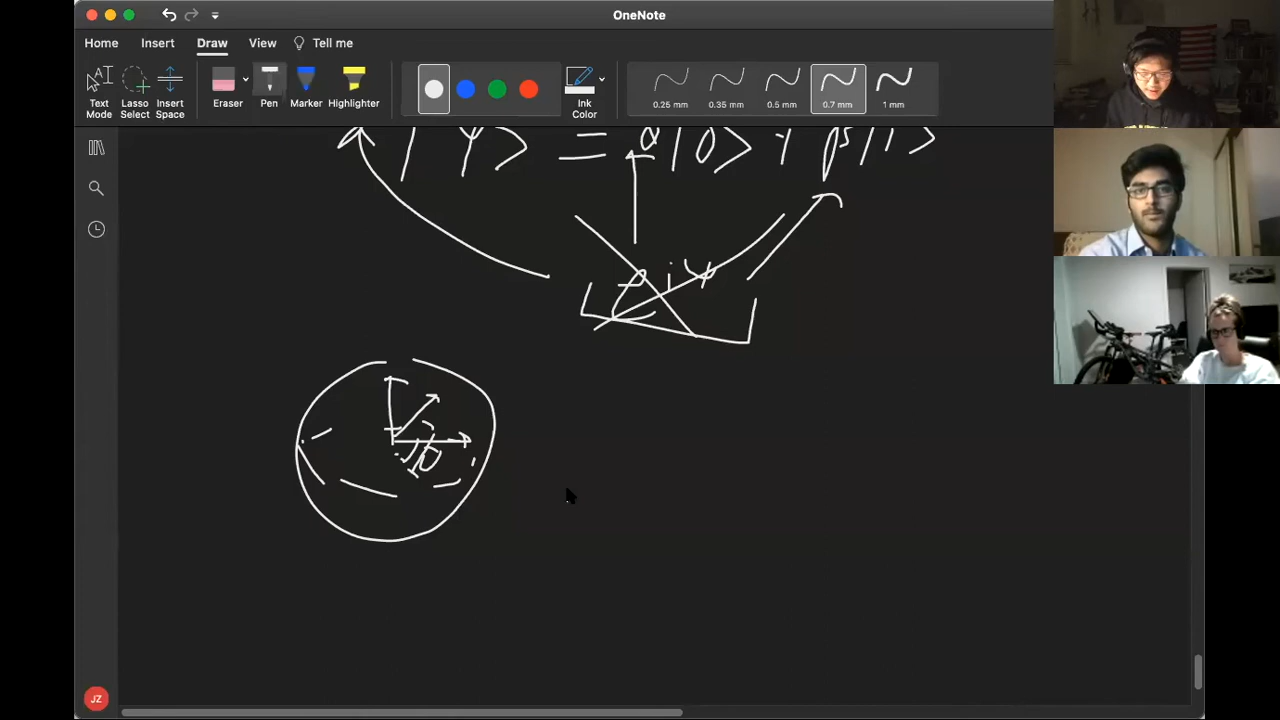 OneNote
Home Insert Draw View Tell me
Text Mode Lasso Select Insert Space Eraser Pen Marker Highlighter Ink Color 0.25 mm 0.35 mm 0.5 mm 0.7 mm 1 mm
|ψ> = α|0> + β|1>
JZ